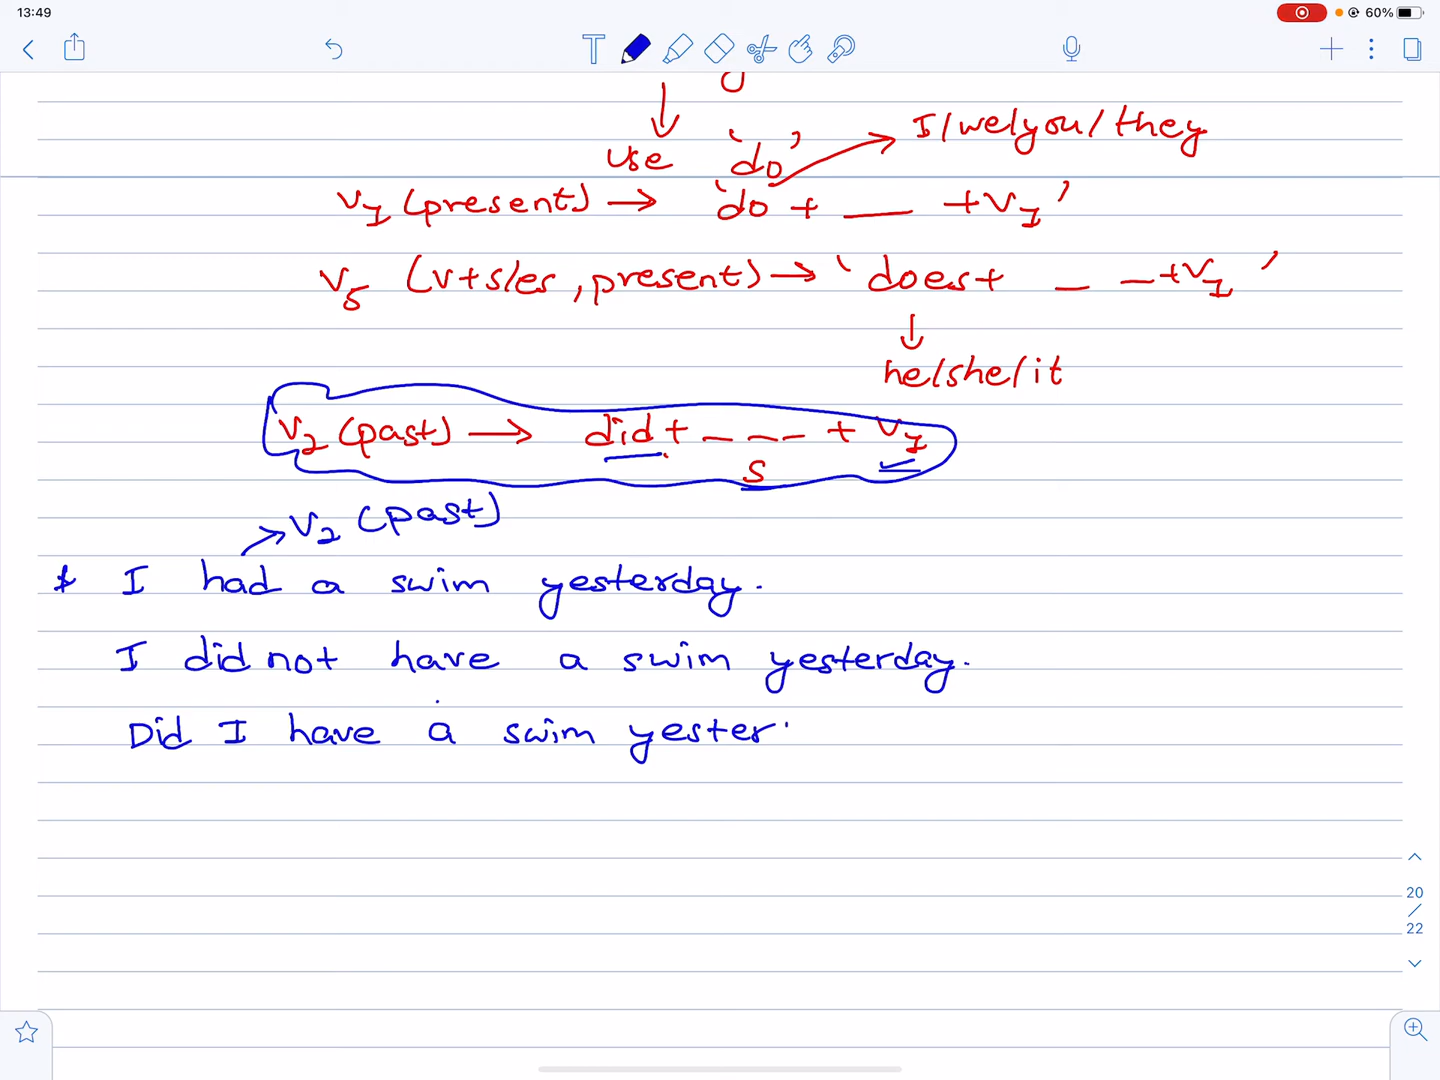 13:49
60%
T
use 'do' I/we/you/they
V1 (present) → 'do + ___ + V1'
V5 (V+s/es, present) → 'does + _ _ + V1'
↓
he/she/it
V2 (past) → did + _ _ _ + V1
S
V2 (past)
* I had a swim yesterday.
I did not have a swim yesterday.
Did I have a swim yester
20
/
22